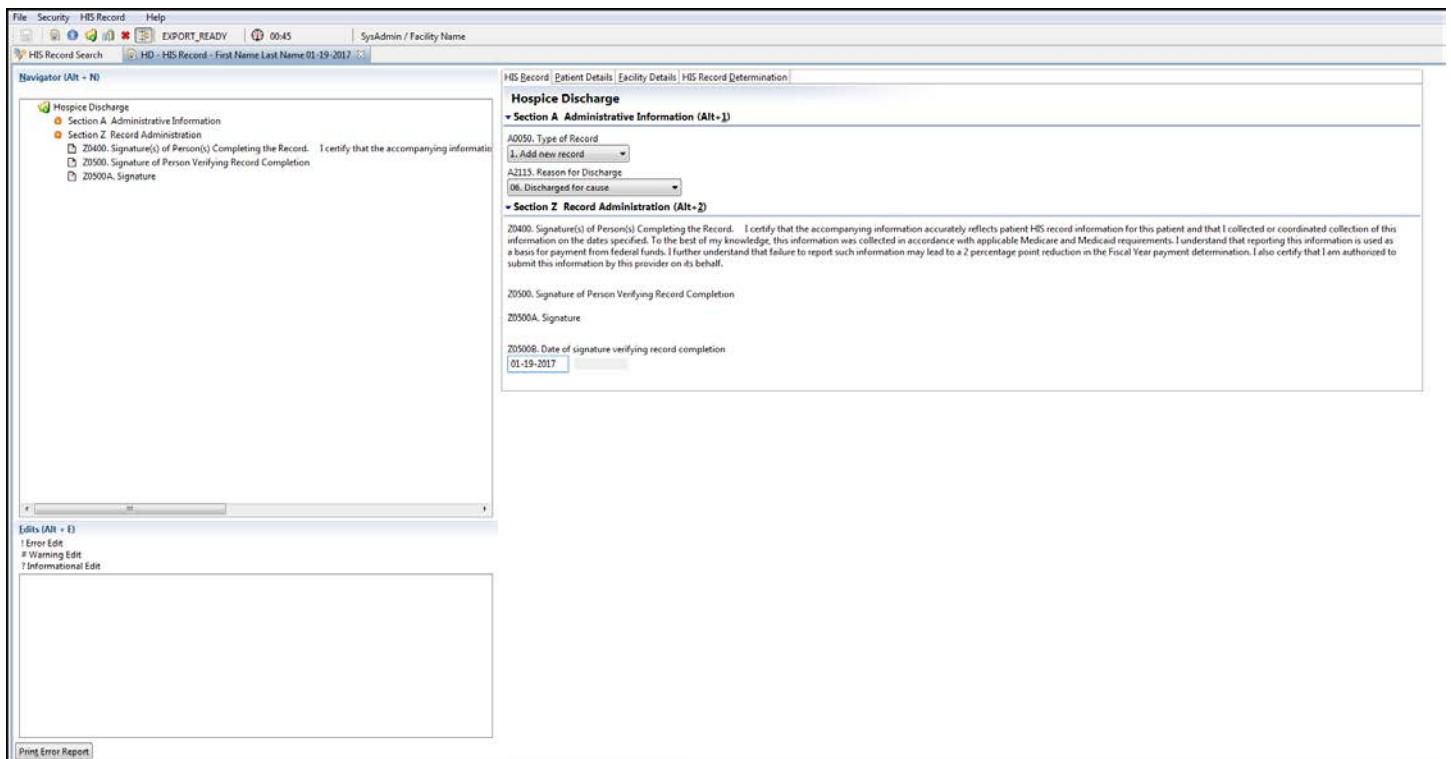 File Security HIS Record Help
EXPORT_READY 00:45 SysAdmin / Facility Name
HIS Record Search HD - HIS Record - First Name Last Name 01-19-2017
Navigator (Alt + N)
Hospice Discharge
Section A Administrative Information
Section Z Record Administration
Z0400. Signature(s) of Person(s) Completing the Record. I certify that the accompanying informatio
Z0500. Signature of Person Verifying Record Completion
Z0500A. Signature
Edits (Alt + E)
! Error Edit
# Warning Edit
? Informational Edit
Print Error Report
HIS Record Patient Details Facility Details HIS Record Determination
Hospice Discharge
Section A Administrative Information (Alt+1)
A0050. Type of Record
1. Add new record
A2115. Reason for Discharge
06. Discharged for cause
Section Z Record Administration (Alt+2)
Z0400. Signature(s) of Person(s) Completing the Record. I certify that the accompanying information accurately reflects patient HIS record information for this patient and that I collected or coordinated collection of this
information on the dates specified. To the best of my knowledge, this information was collected in accordance with applicable Medicare and Medicaid requirements. I understand that reporting this information is used as
a basis for payment from federal funds. I further understand that failure to report such information may lead to a 2 percentage point reduction in the Fiscal Year payment determination. I also certify that I am authorized to
submit this information by this provider on its behalf.
Z0500. Signature of Person Verifying Record Completion
Z0500A. Signature
Z0500B. Date of signature verifying record completion
01-19-2017